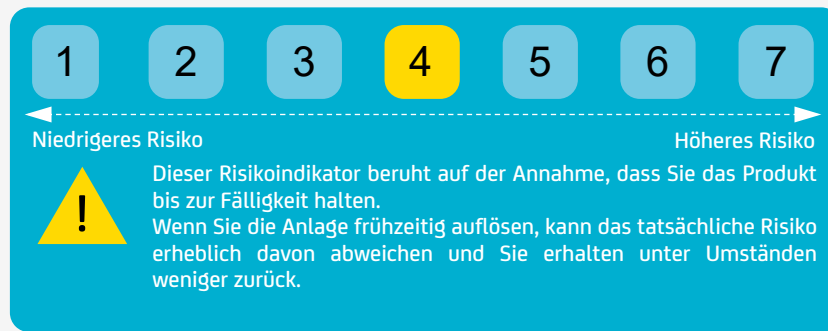 1 2 3 4 5 6 7
Niedrigeres Risiko Höheres Risiko
Dieser Risikoindikator beruht auf der Annahme, dass Sie das Produkt
bis zur Fälligkeit halten.
Wenn Sie die Anlage frühzeitig auflösen, kann das tatsächliche Risiko
erheblich davon abweichen und Sie erhalten unter Umständen
weniger zurück.
!